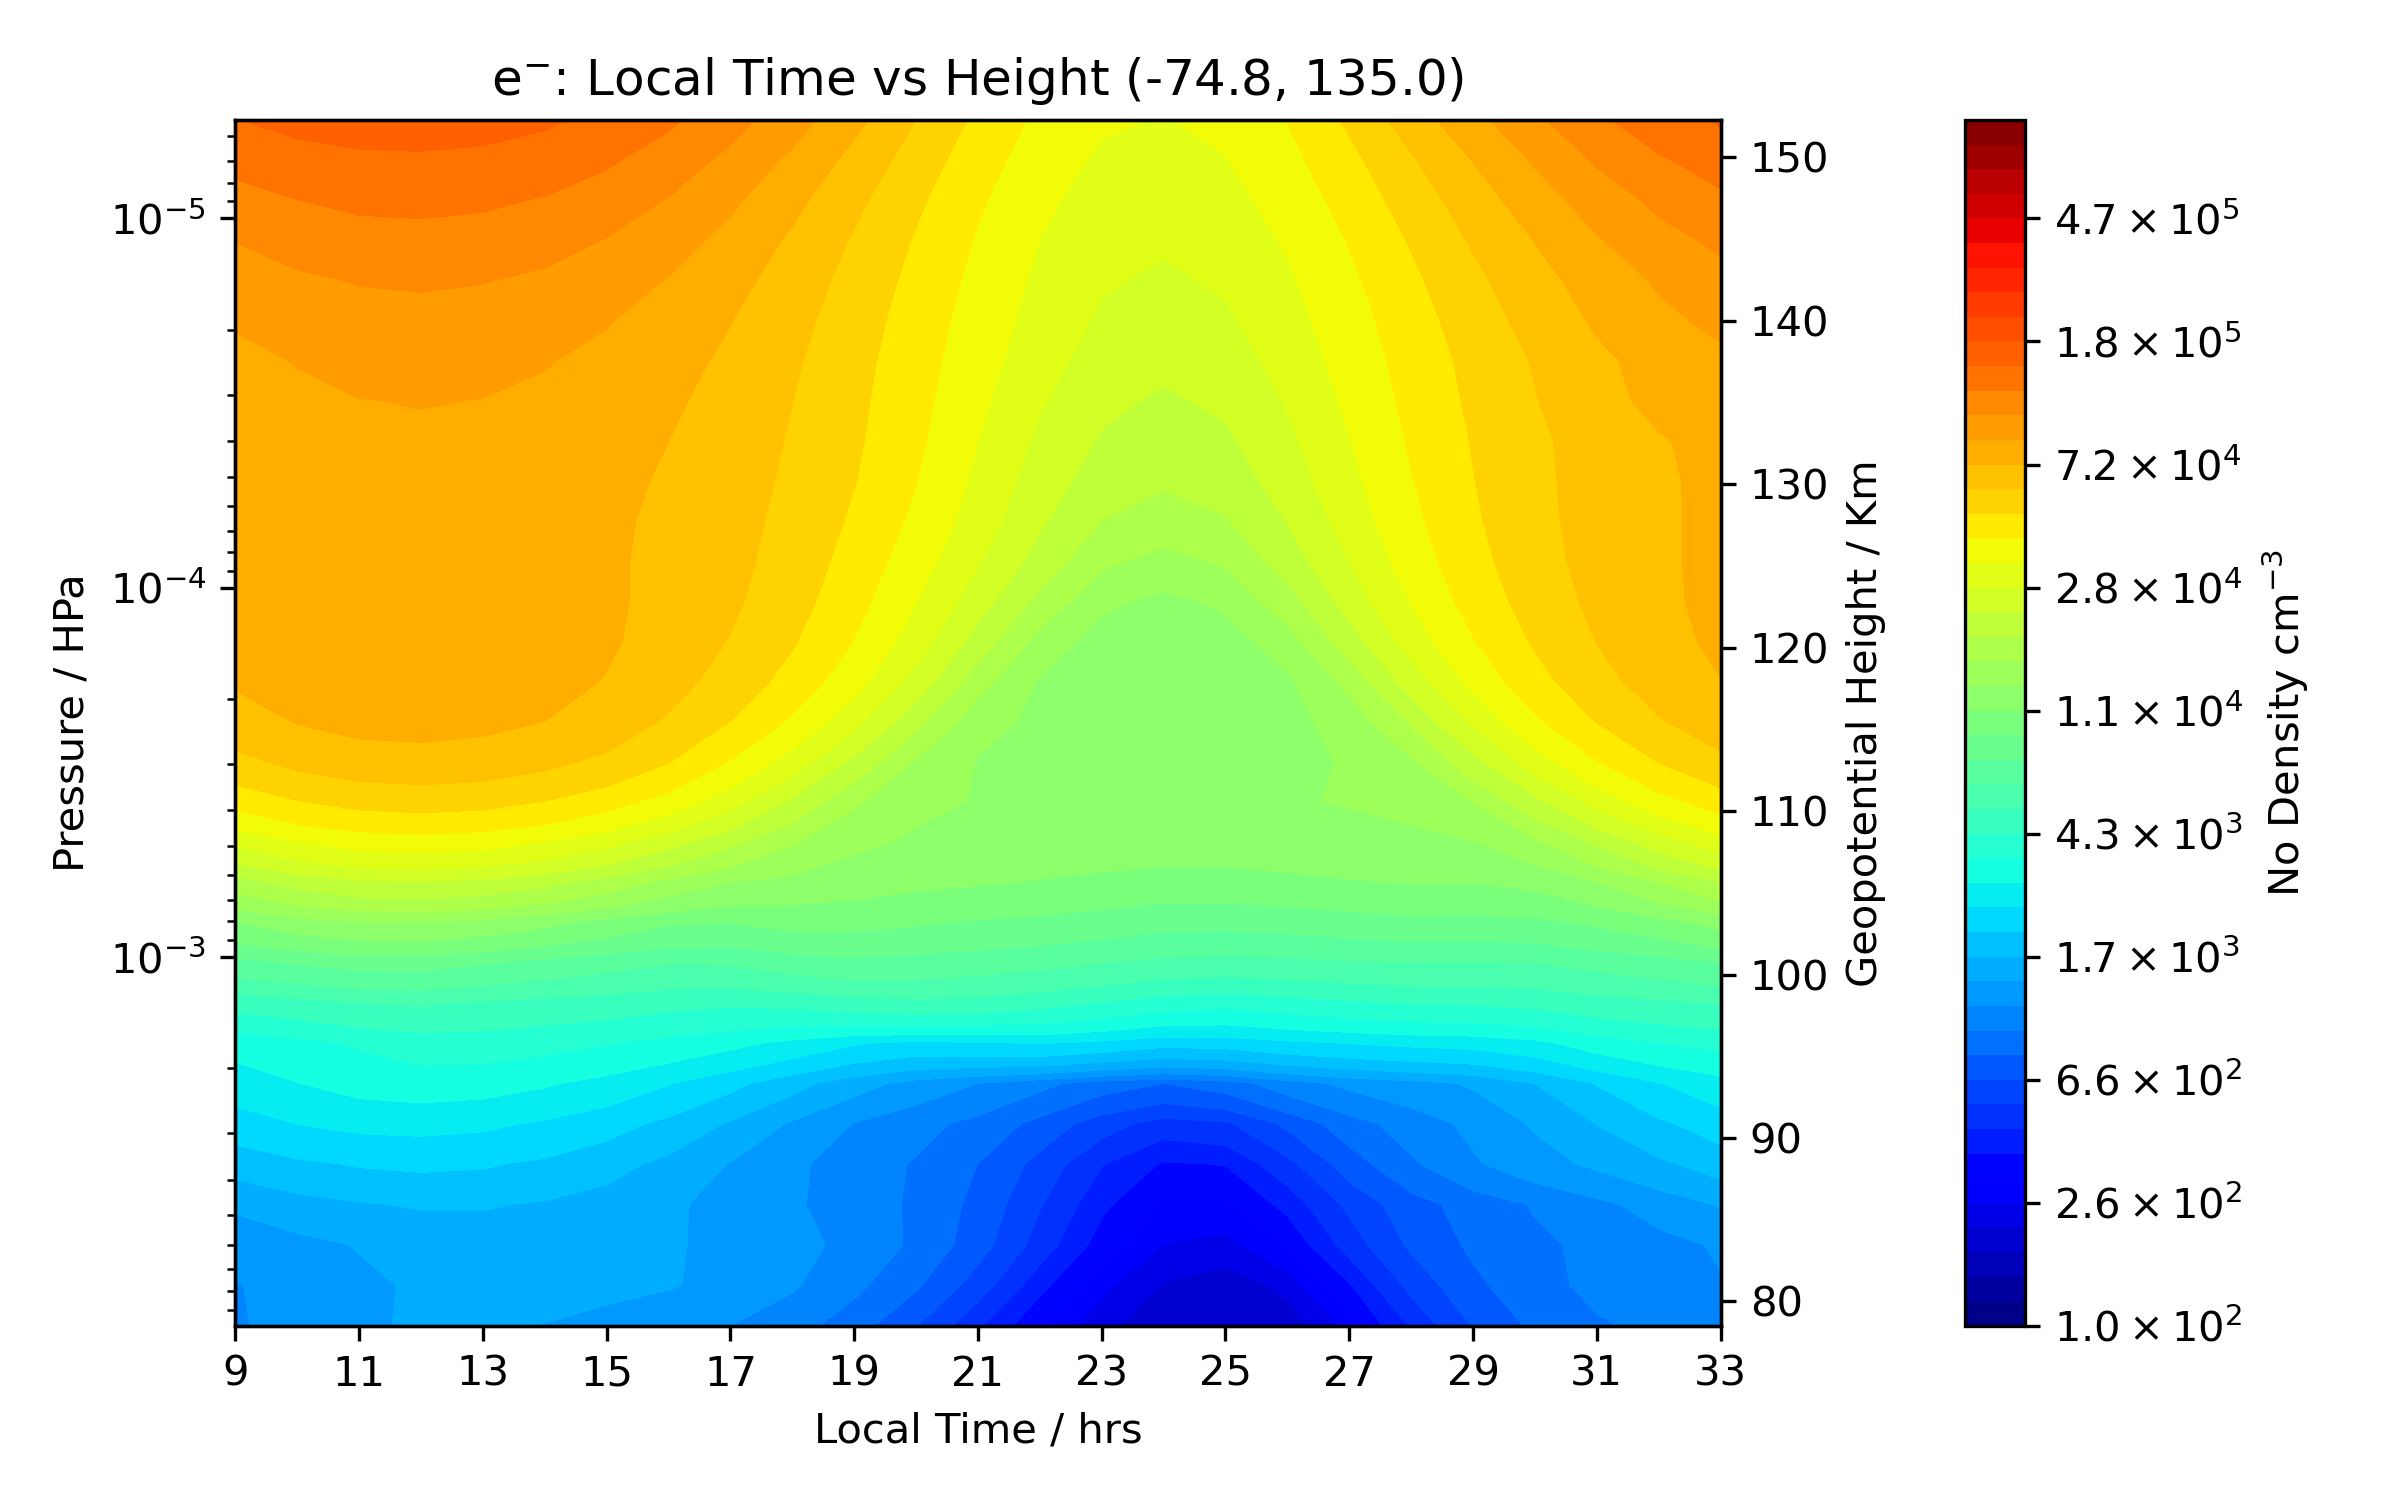 e⁻: Local Time vs Height (-74.8, 135.0)
Pressure / HPa
10⁻⁵
10⁻⁴
10⁻³
9 11 13 15 17 19 21 23 25 27 29 31 33
Local Time / hrs
150
140
130
120
110
100
90
80
Geopotential Height / Km
4.7 × 10⁵
1.8 × 10⁵
7.2 × 10⁴
2.8 × 10⁴
1.1 × 10⁴
4.3 × 10³
1.7 × 10³
6.6 × 10²
2.6 × 10²
1.0 × 10²
No Density cm⁻³